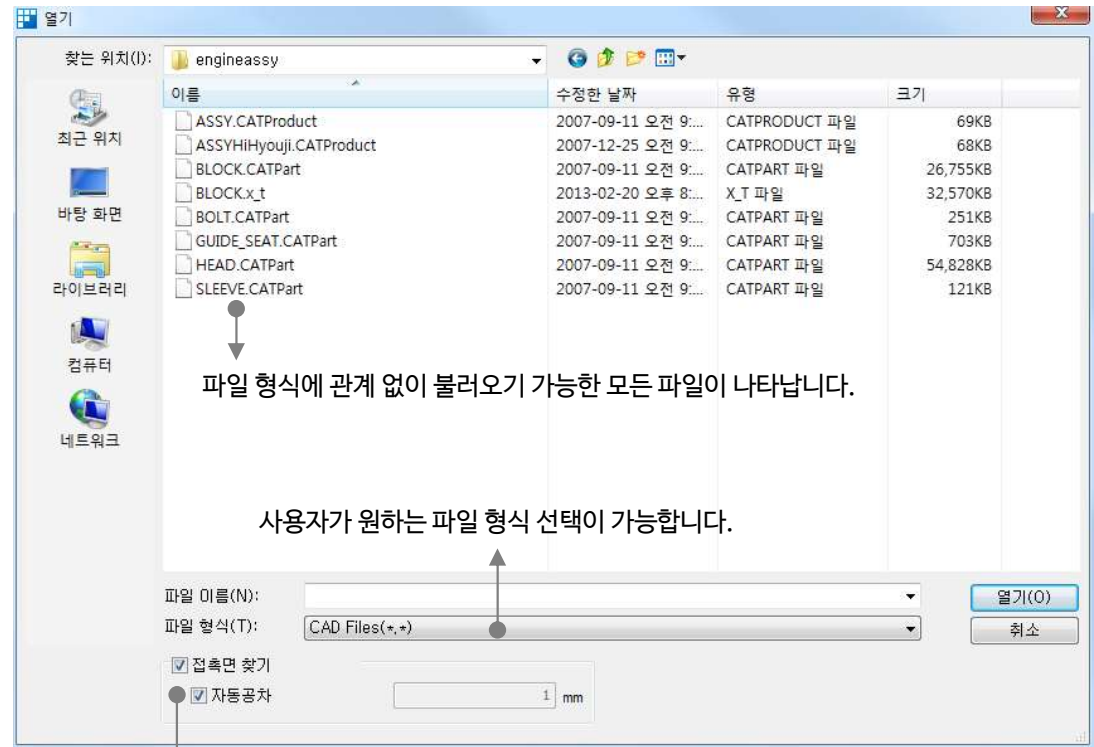 열기
찾는 위치(I): engineassy
이름 수정한 날짜 유형 크기
ASSY.CATProduct 2007-09-11 오전 9:... CATPRODUCT 파일 69KB
ASSYHiHyouji.CATProduct 2007-12-25 오전 9:... CATPRODUCT 파일 68KB
BLOCK.CATPart 2007-09-11 오전 9:... CATPART 파일 26,755KB
BLOCK.x_t 2013-02-20 오후 8:... X_T 파일 32,570KB
BOLT.CATPart 2007-09-11 오전 9:... CATPART 파일 251KB
GUIDE_SEAT.CATPart 2007-09-11 오전 9:... CATPART 파일 703KB
HEAD.CATPart 2007-09-11 오전 9:... CATPART 파일 54,828KB
SLEEVE.CATPart 2007-09-11 오전 9:... CATPART 파일 121KB
최근 위치
바탕 화면
라이브러리
컴퓨터
네트워크
파일 형식에 관계 없이 불러오기 가능한 모든 파일이 나타납니다.
사용자가 원하는 파일 형식 선택이 가능합니다.
파일 이름(N): 열기(O)
파일 형식(T): CAD Files(*,*) 취소
접촉면 찾기
자동공차 1 mm